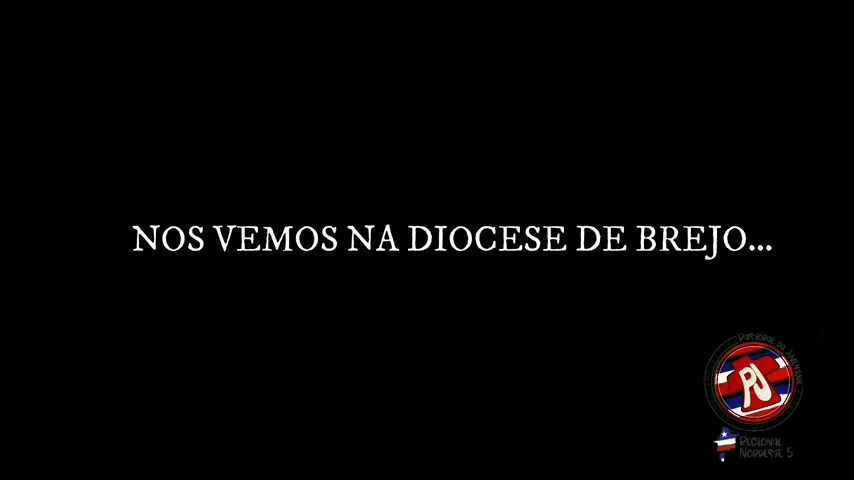 NOS VEMOS NA DIOCESE DE BREJO...
PASTORAL DA JUVENTUDE
PJ
REGIONAL
NORDESTE 5